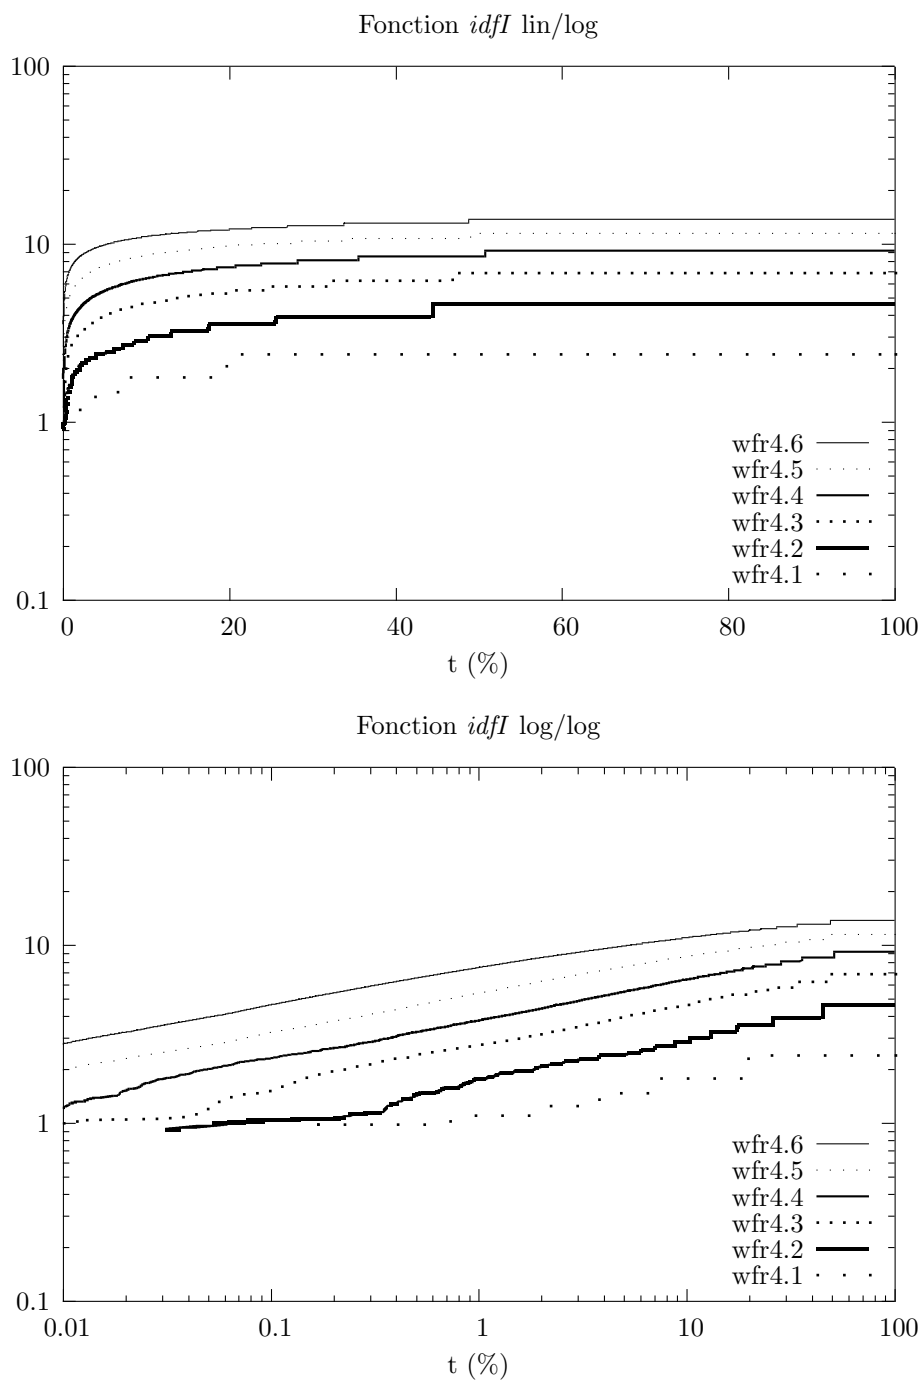 Fonction idfI lin/log
100
10
1
0.1
wfr4.6
wfr4.5
wfr4.4
wfr4.3
wfr4.2
wfr4.1
0 20 40 60 80 100
t (%)
Fonction idfI log/log
100
10
1
0.1
wfr4.6
wfr4.5
wfr4.4
wfr4.3
wfr4.2
wfr4.1
0.01 0.1 1 10 100
t (%)